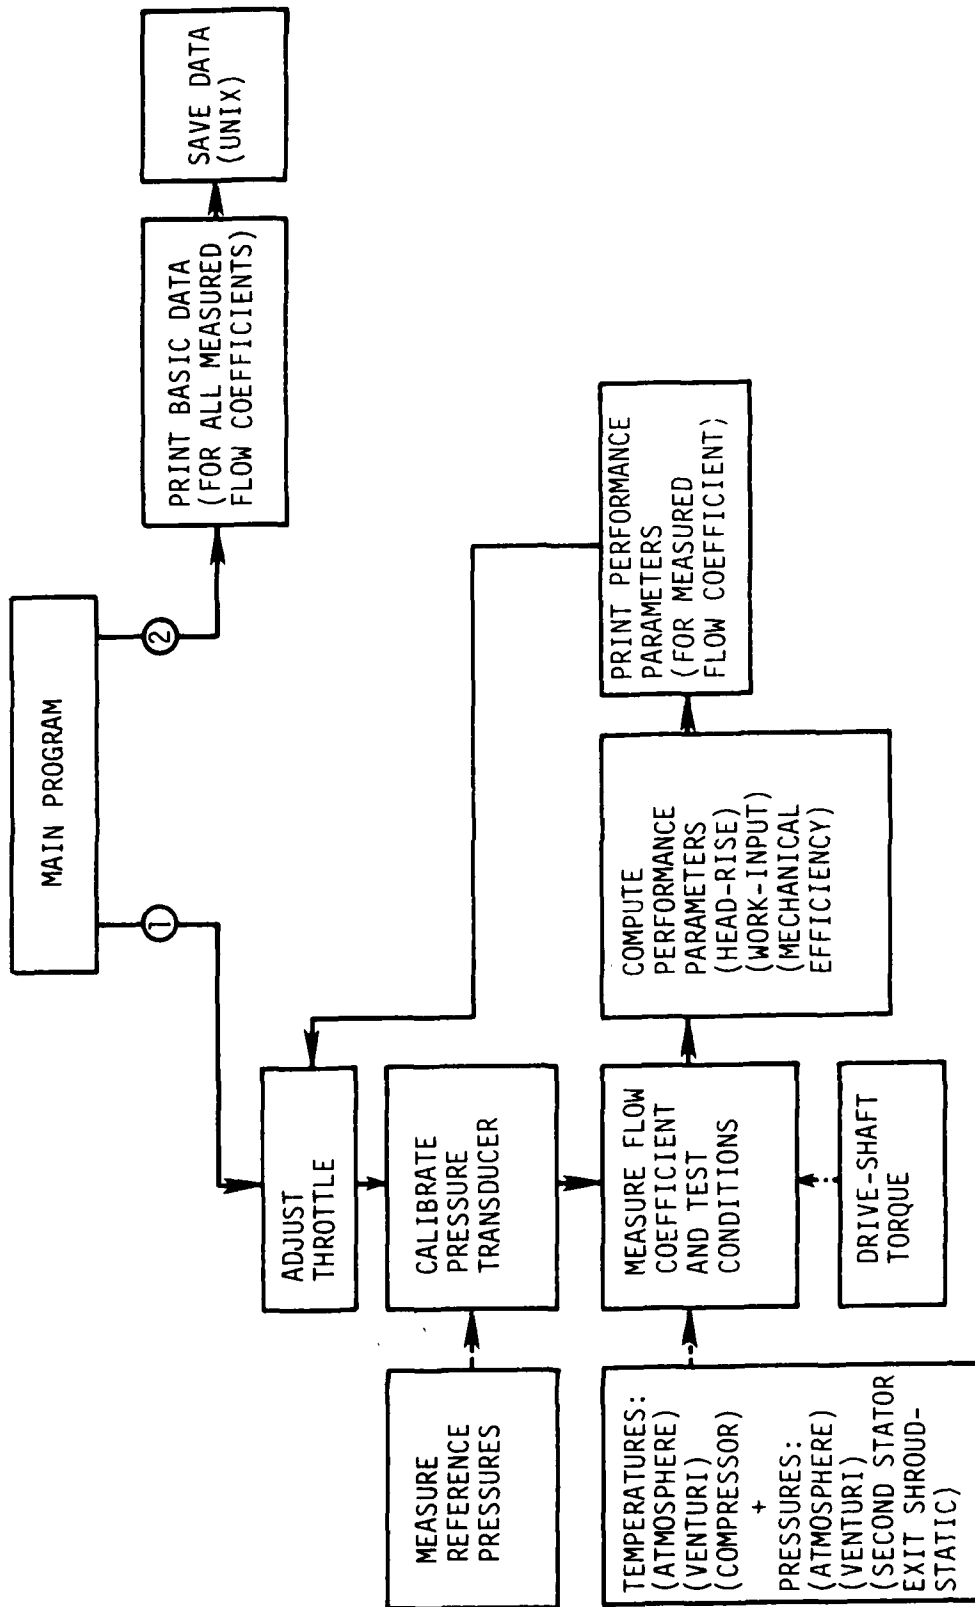 MAIN PROGRAM
1
2
ADJUST
THROTTLE
MEASURE
REFERENCE
PRESSURES
CALIBRATE
PRESSURE
TRANSDUCER
TEMPERATURES:
(ATMOSPHERE)
(VENTURI)
(COMPRESSOR)
+
PRESSURES:
(ATMOSPHERE)
(VENTURI)
(SECOND STATOR
EXIT SHROUD-
STATIC)
MEASURE FLOW
COEFFICIENT
AND TEST
CONDITIONS
DRIVE-SHAFT
TORQUE
COMPUTE
PERFORMANCE
PARAMETERS
(HEAD-RISE)
(WORK-INPUT)
(MECHANICAL
EFFICIENCY)
PRINT PERFORMANCE
PARAMETERS
(FOR MEASURED
FLOW COEFFICIENT)
PRINT BASIC DATA
(FOR ALL MEASURED
FLOW COEFFICIENTS)
SAVE DATA
(UNIX)